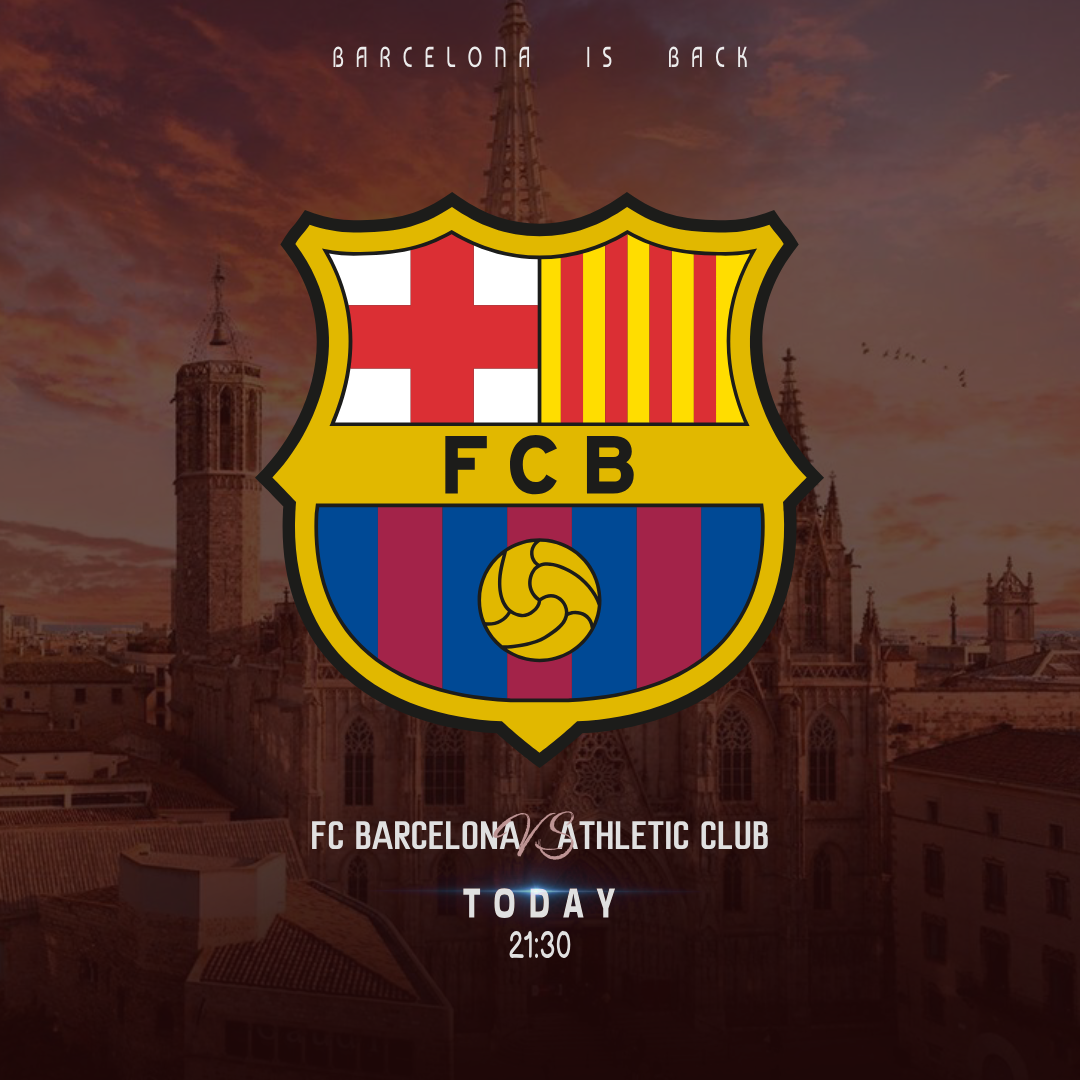 BARCELONA IS BACK
FCB
FC BARCELONA VS ATHLETIC CLUB
TODAY
21:30